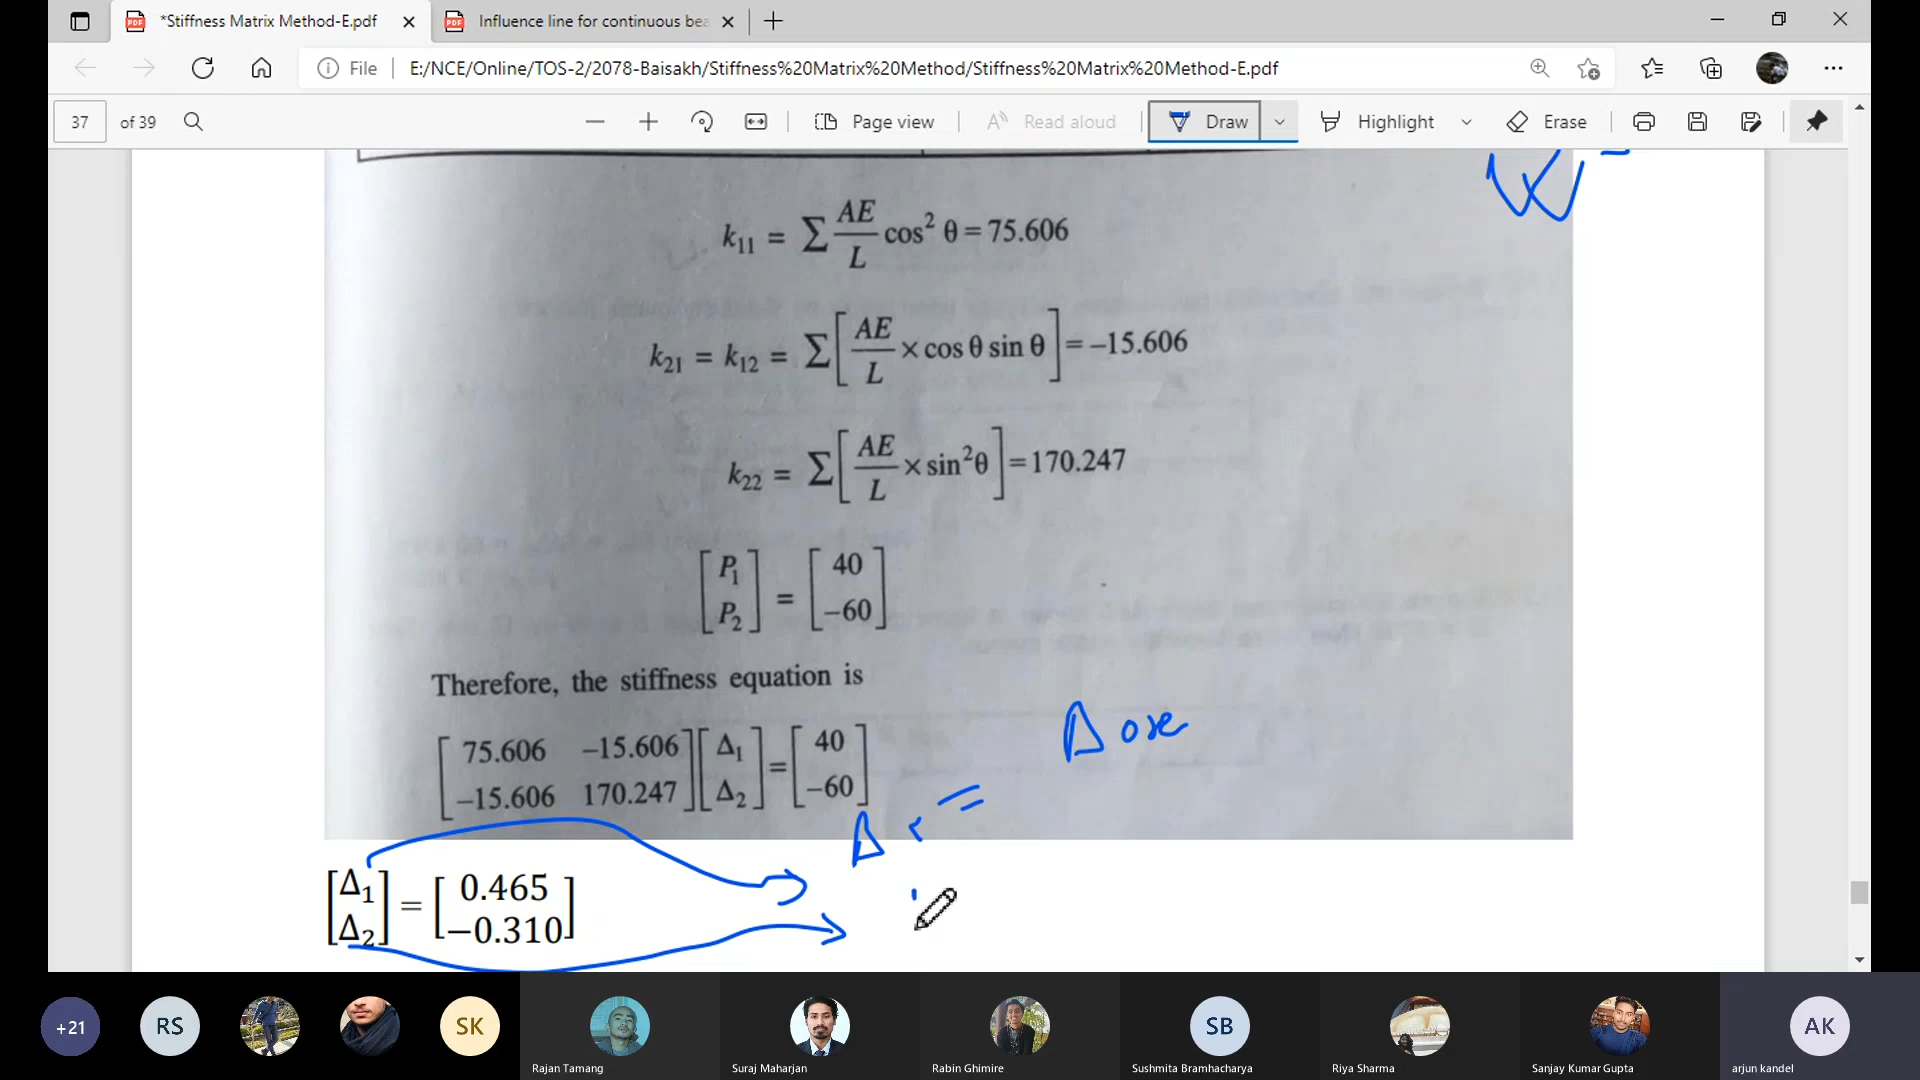 *Stiffness Matrix Method-E.pdf
Influence line for continuous bea
File
E:/NCE/Online/TOS-2/2078-Baisakh/Stiffness%20Matrix%20Method/Stiffness%20Matrix%20Method-E.pdf
37 of 39
Page view
Read aloud
Draw
Highlight
Erase
k11 = ∑ AE/L cos² θ = 75.606
k21 = k12 = ∑[AE/L × cos θ sin θ] = –15.606
k22 = ∑[AE/L × sin²θ] = 170.247
[P1 P2] = [40 –60]
Therefore, the stiffness equation is
[75.606 –15.606
–15.606 170.247] [Δ1 Δ2] = [40 –60]
[Δ1 Δ2] = [0.465 −0.310]
+21
RS
SK
SB
AK
Rajan Tamang
Suraj Maharjan
Rabin Ghimire
Sushmita Bramhacharya
Riya Sharma
Sanjay Kumar Gupta
arjun kandel